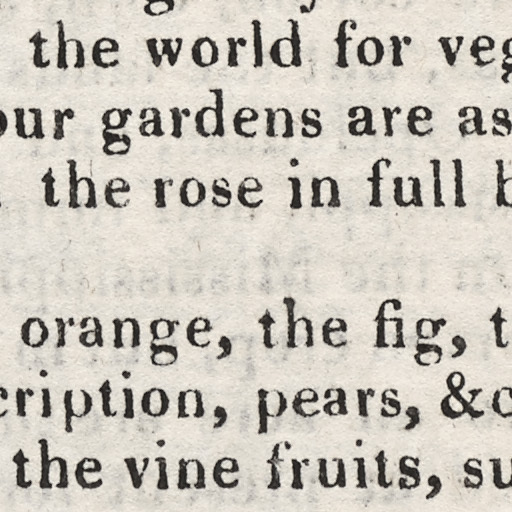 the world for veg
our gardens are as
the rose in full b
orange, the fig, t
cription, pears, &c
the vine fruits, su